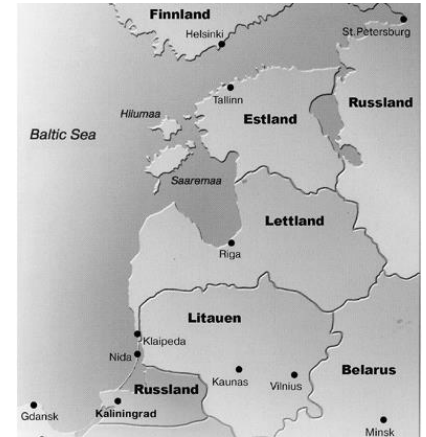 Finnland
Helsinki
St.Petersburg
Tallinn
Hiiumaa
Estland
Russland
Baltic Sea
Saaremaa
Lettland
Riga
Litauen
Klaipeda
Nida
Belarus
Russland
Kaunas
Vilnius
Kaliningrad
Gdansk
Minsk